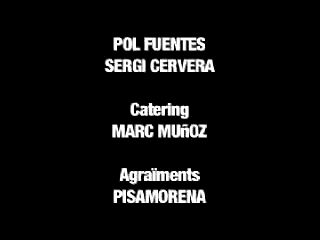 POL FUENTES
SERGI CERVERA
Catering
MARC MUñOZ
Agraïments
PISAMORENA